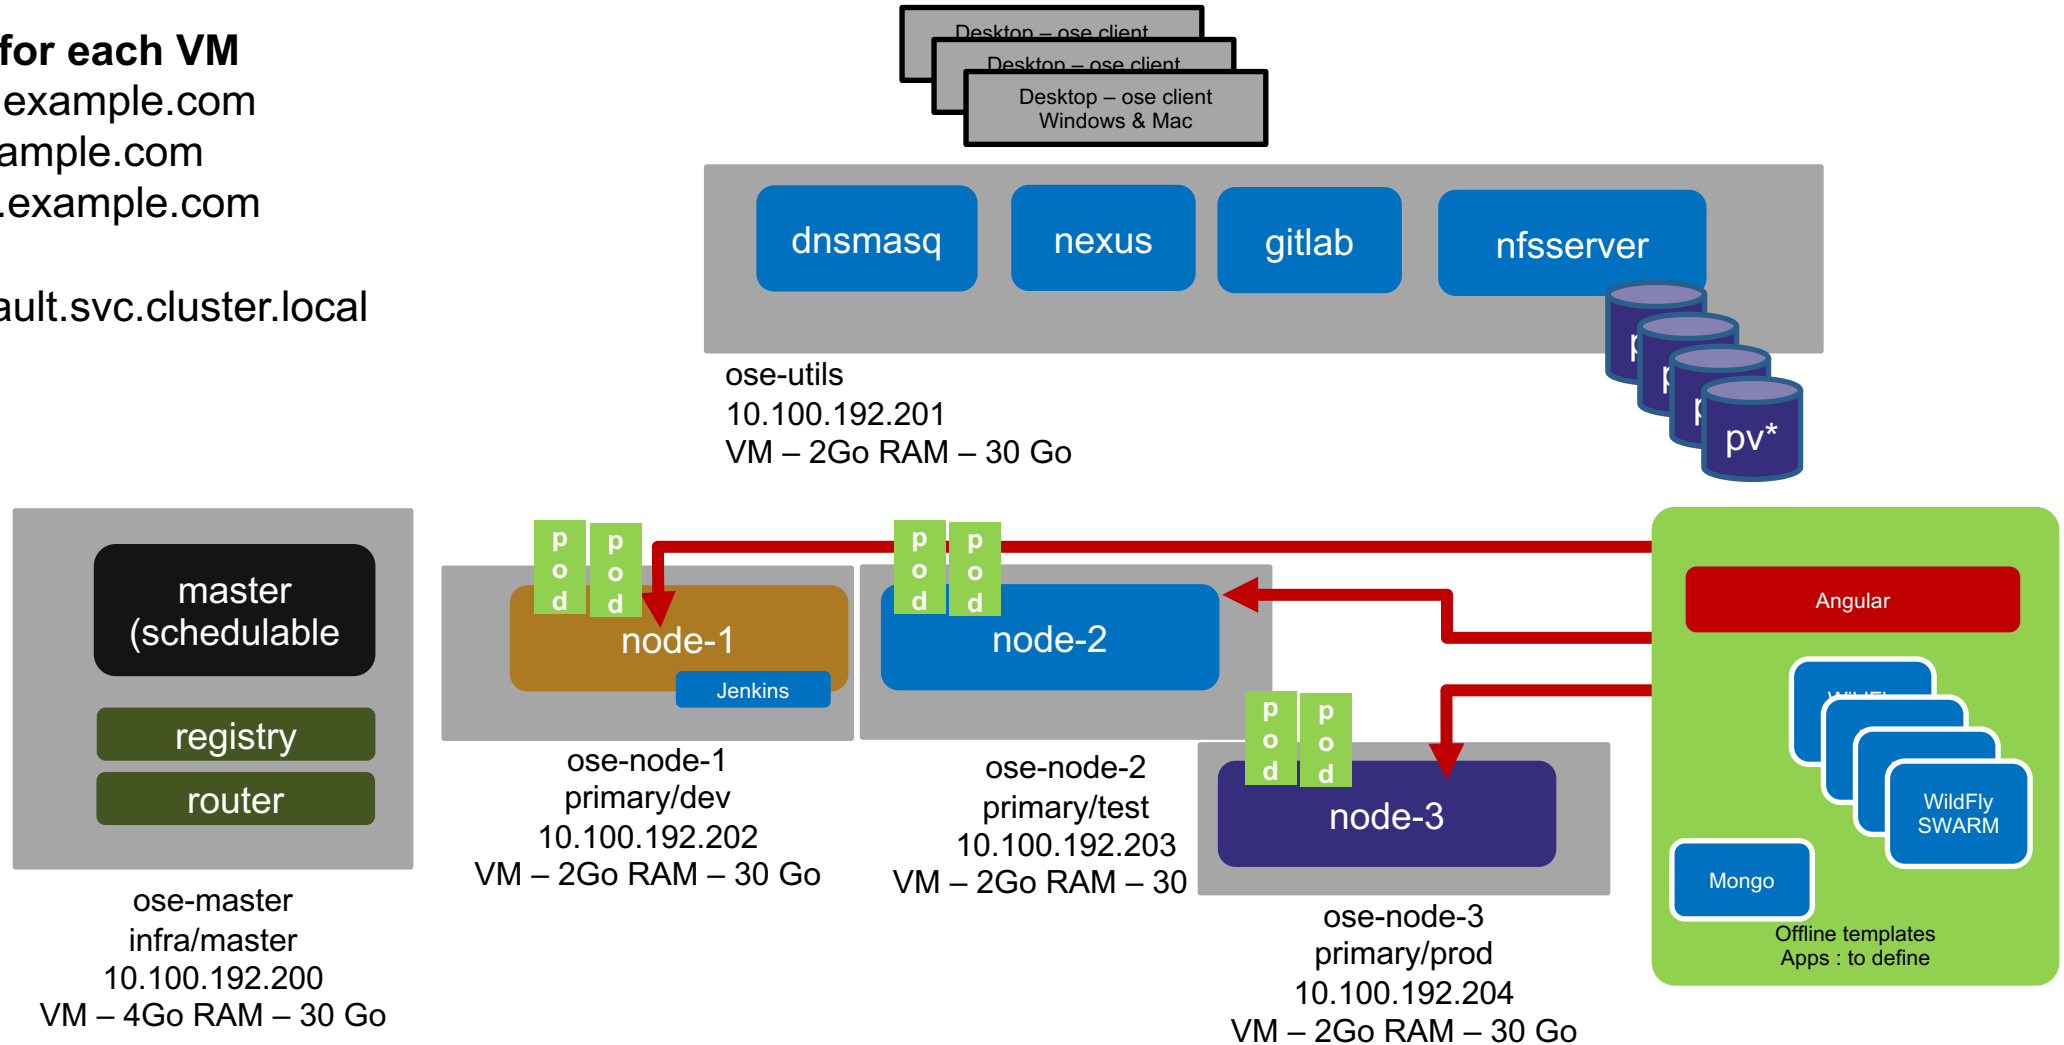 for each VM
example.com
ample.com
.example.com
ault.svc.cluster.local
Desktop – ose client
Desktop – ose client
Desktop – ose client
Windows & Mac
dnsmasq
nexus
gitlab
nfsserver
p
p
p
pv*
ose-utils
10.100.192.201
VM – 2Go RAM – 30 Go
master
(schedulable
registry
router
ose-master
infra/master
10.100.192.200
VM – 4Go RAM – 30 Go
pod
pod
node-1
Jenkins
ose-node-1
primary/dev
10.100.192.202
VM – 2Go RAM – 30 Go
pod
pod
node-2
ose-node-2
primary/test
10.100.192.203
VM – 2Go RAM – 30
pod
pod
node-3
ose-node-3
primary/prod
10.100.192.204
VM – 2Go RAM – 30 Go
Angular
WildFly
SWARM
Mongo
Offline templates
Apps : to define